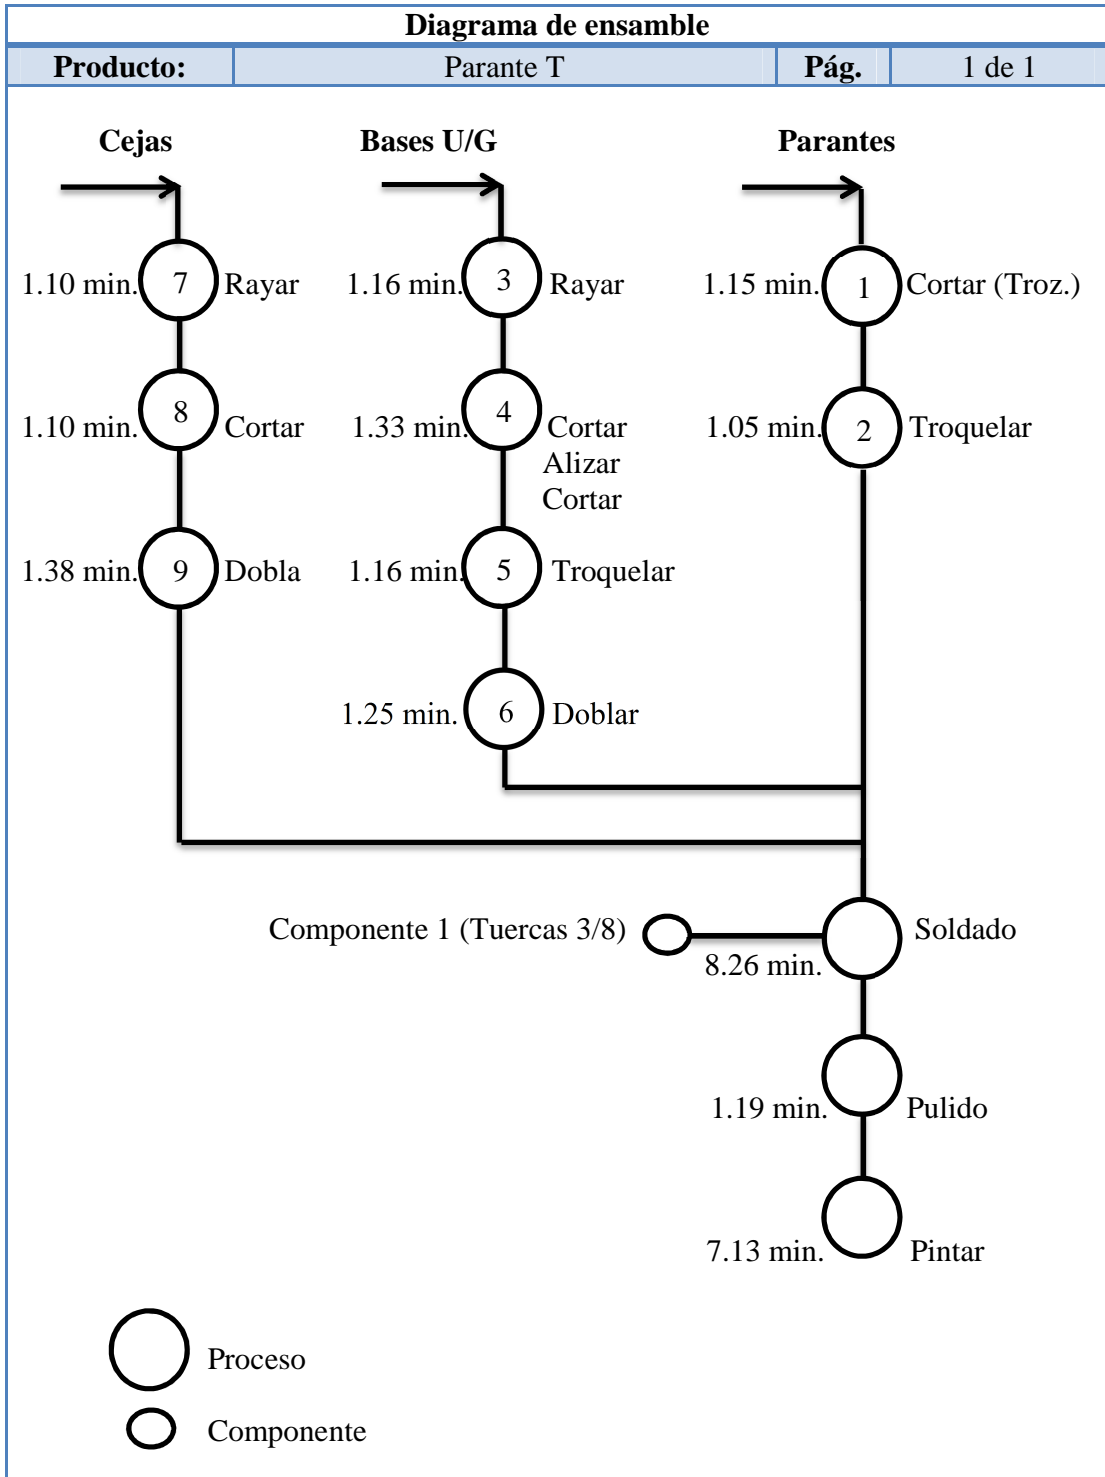 Diagrama de ensamble
Producto: Parante T Pág. 1 de 1
Cejas Bases U/G Parantes
1.10 min. 7 Rayar 1.16 min. 3 Rayar 1.15 min. 1 Cortar (Troz.)
1.10 min. 8 Cortar 1.33 min. 4 Cortar 1.05 min. 2 Troquelar
Alizar
Cortar
1.38 min. 9 Dobla 1.16 min. 5 Troquelar
1.25 min. 6 Doblar
Componente 1 (Tuercas 3/8) Soldado
8.26 min.
1.19 min. Pulido
7.13 min. Pintar
Proceso
Componente